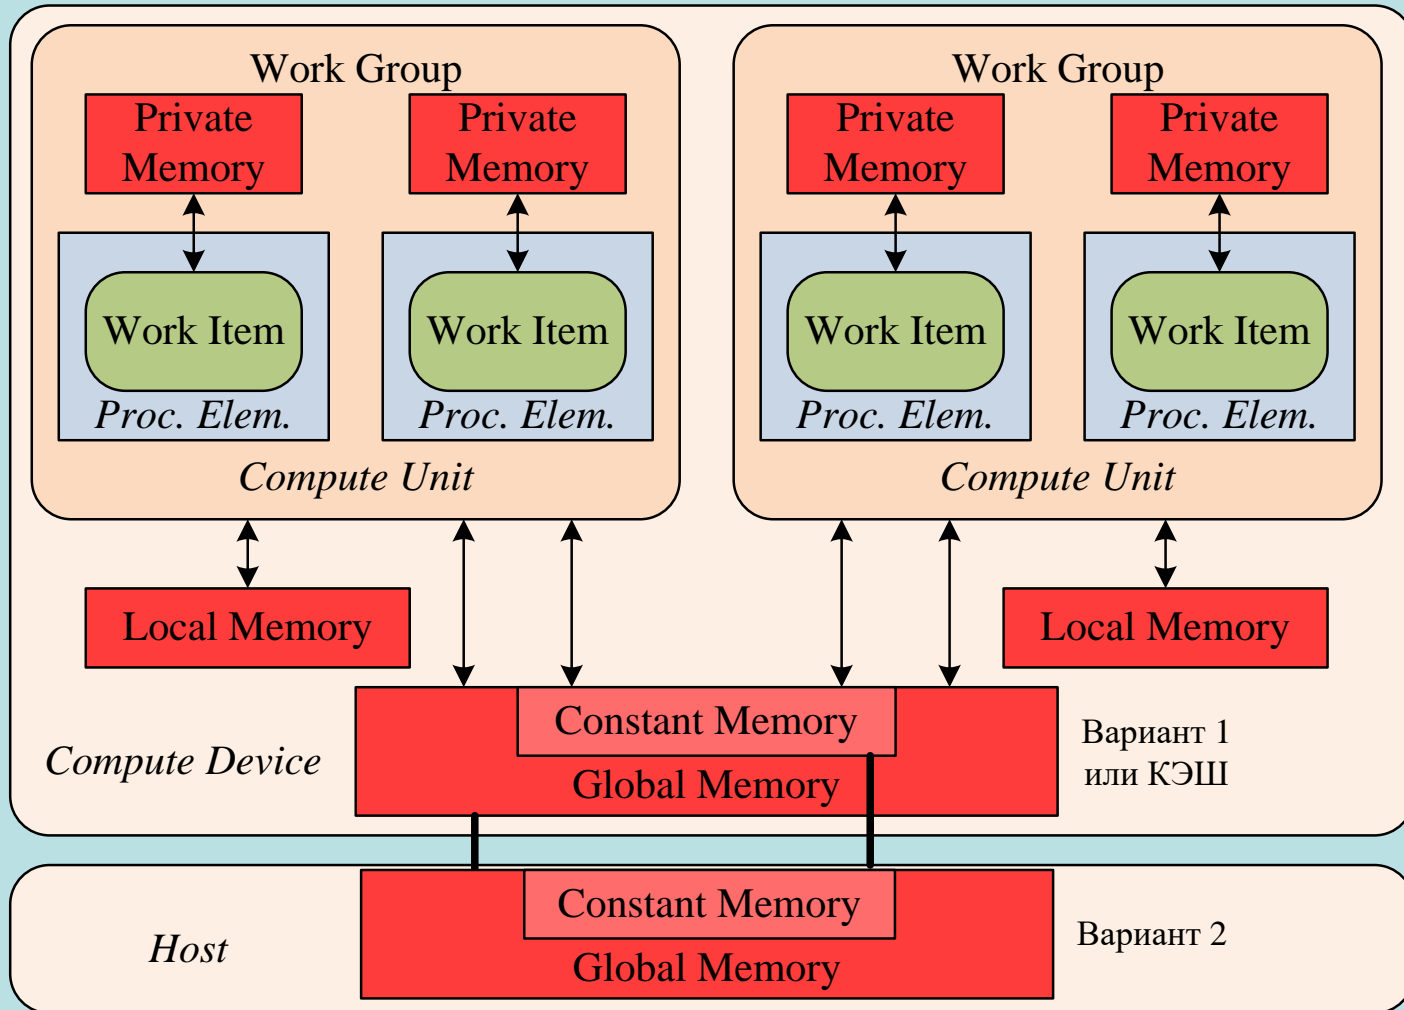 Work Group
Work Group
Private
Memory
Private
Memory
Private
Memory
Private
Memory
Work Item
Work Item
Work Item
Work Item
Proc. Elem.
Proc. Elem.
Proc. Elem.
Proc. Elem.
Compute Unit
Compute Unit
Local Memory
Local Memory
Constant Memory
Global Memory
Compute Device
Вариант 1
или КЭШ
Constant Memory
Global Memory
Host
Вариант 2